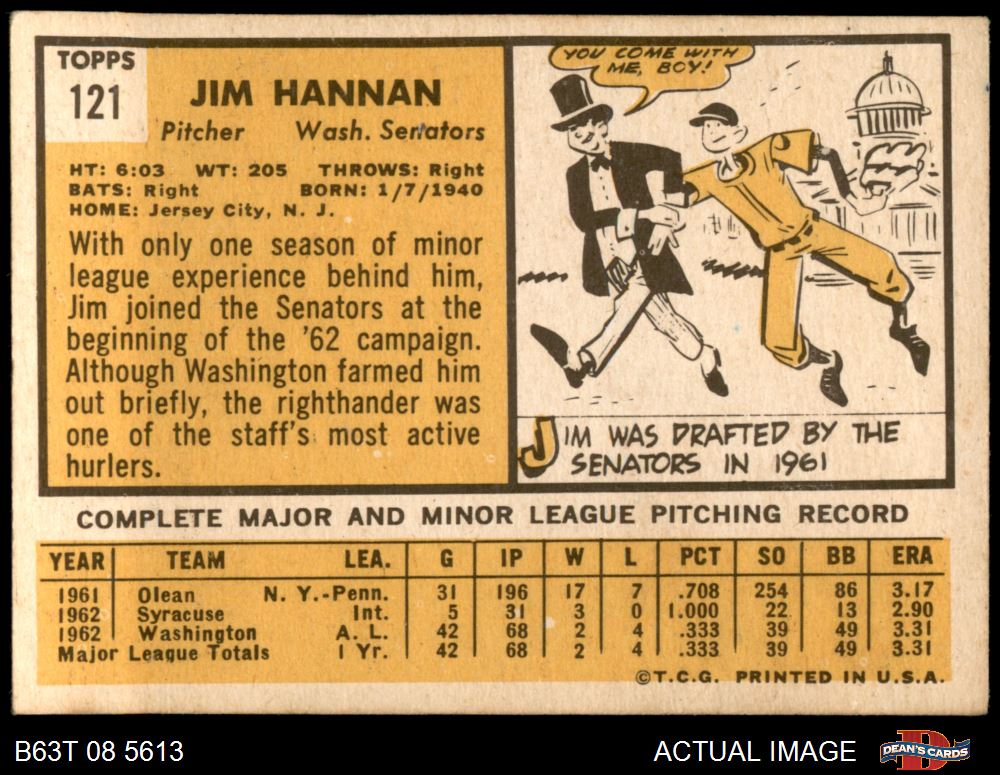 TOPPS
121
JIM HANNAN
Pitcher Wash. Senators
HT: 6:03 WT: 205 THROWS: Right
BATS: Right BORN: 1/7/1940
HOME: Jersey City, N. J.
With only one season of minor
league experience behind him,
Jim joined the Senators at the
beginning of the '62 campaign.
Although Washington farmed him
out briefly, the righthander was
one of the staff's most active
hurlers.
YOU COME WITH
ME, BOY!
JIM WAS DRAFTED BY THE
SENATORS IN 1961
COMPLETE MAJOR AND MINOR LEAGUE PITCHING RECORD
YEAR TEAM LEA. G IP W L PCT SO BB ERA
1961 Olean N. Y.-Penn. 31 196 17 7 .708 254 86 3.17
1962 Syracuse Int. 5 31 3 0 1.000 22 13 2.90
1962 Washington A. L. 42 68 2 4 .333 39 49 3.31
Major League Totals 1 Yr. 42 68 2 4 .333 39 49 3.31
©T.C.G. PRINTED IN U.S.A.
B63T 08 5613 ACTUAL IMAGE
D
DEAN'S CARDS